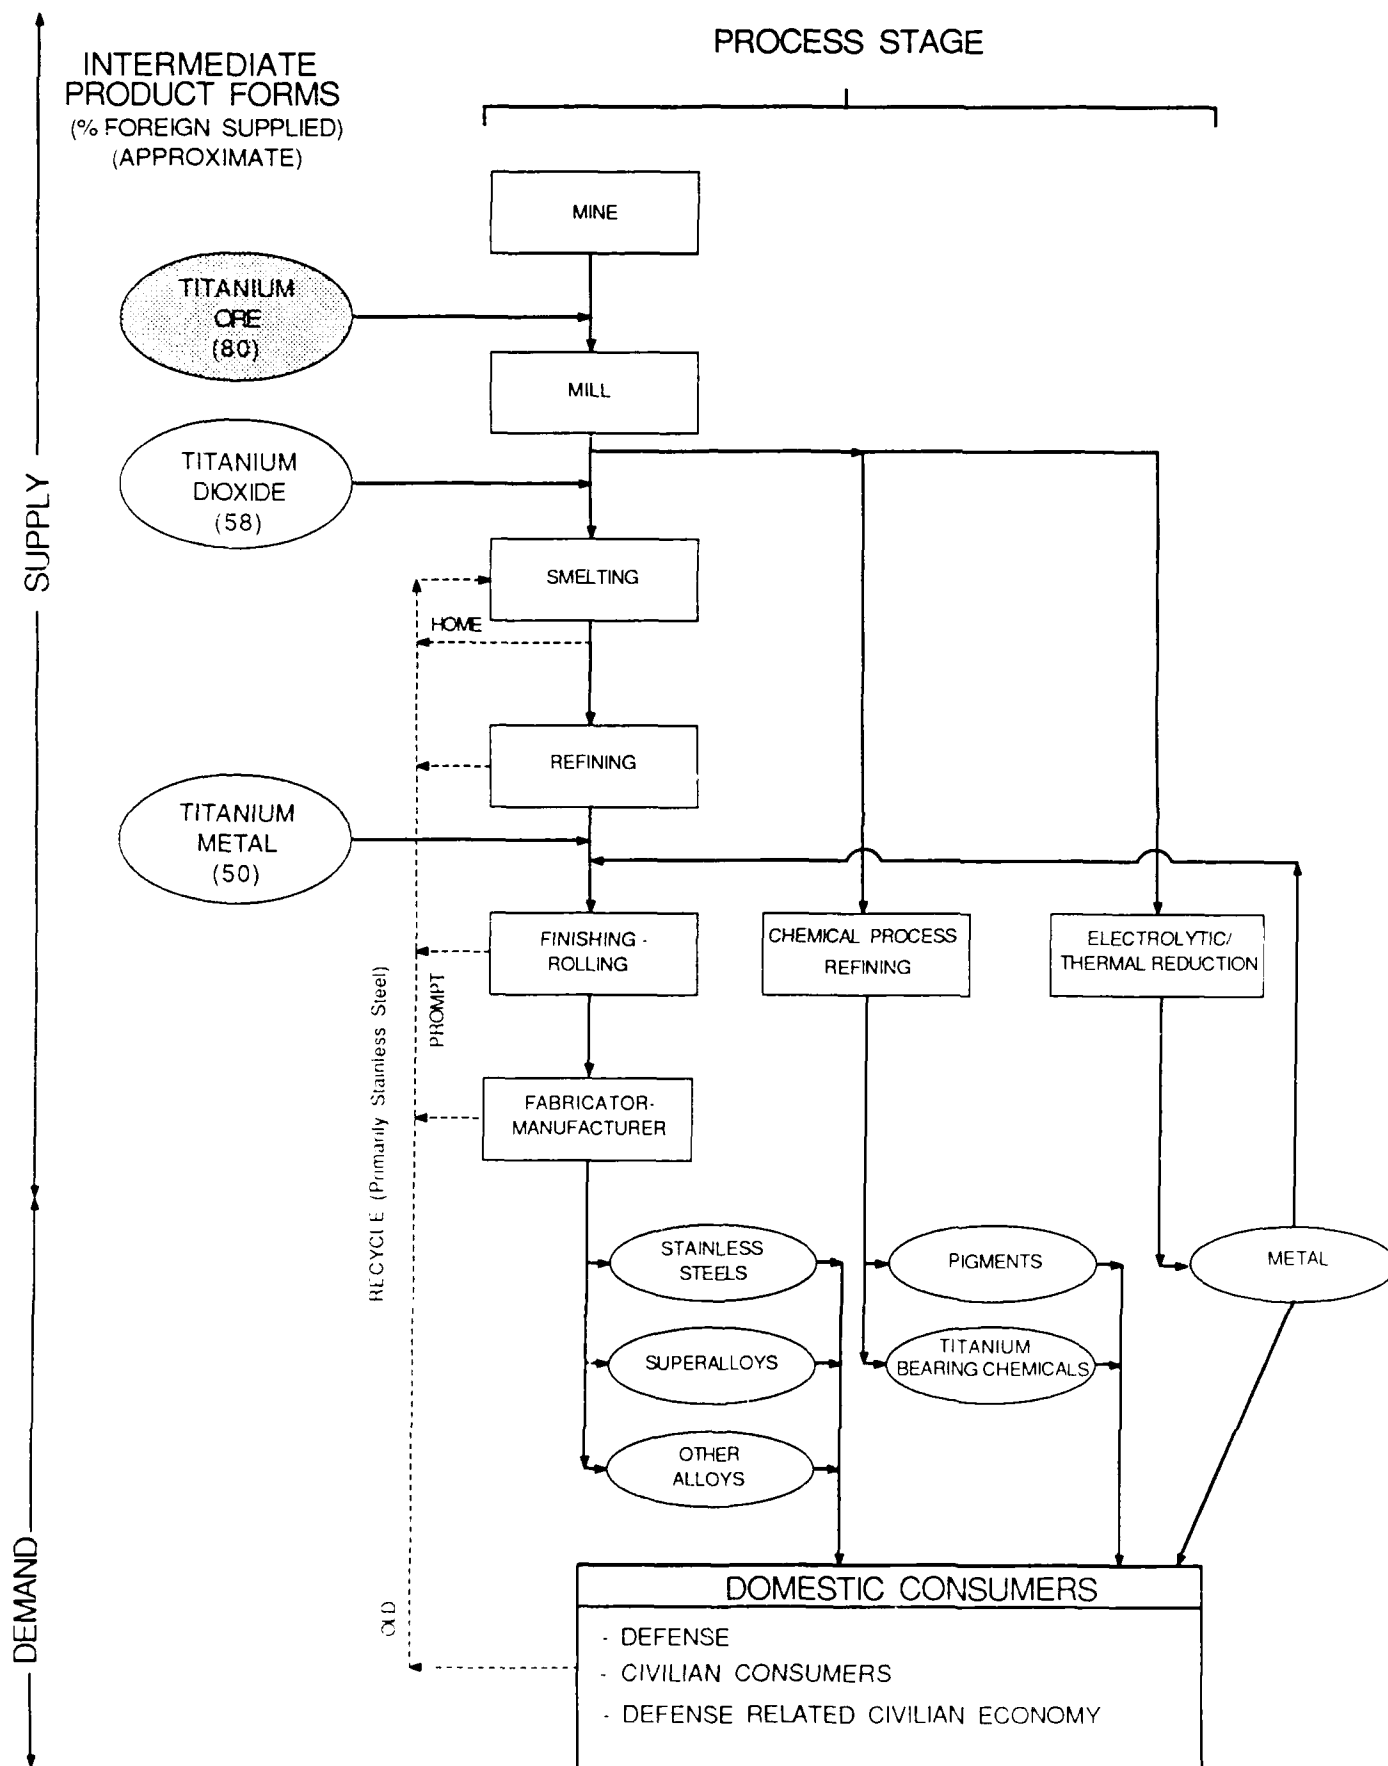 PROCESS STAGE
INTERMEDIATE
PRODUCT FORMS
(% FOREIGN SUPPLIED)
(APPROXIMATE)
MINE
TITANIUM
ORE
(80)
MILL
TITANIUM
DIOXIDE
(58)
SUPPLY
SMELTING
HOME
REFINING
TITANIUM
METAL
(50)
FINISHING -
ROLLING
CHEMICAL PROCESS
REFINING
ELECTROLYTIC/
THERMAL REDUCTION
PROMPT
RECYCLE (Primarily Stainless Steel)
FABRICATOR-
MANUFACTURER
STAINLESS
STEELS
PIGMENTS
METAL
SUPERALLOYS
TITANIUM
BEARING CHEMICALS
OTHER
ALLOYS
DEMAND
OLD
DOMESTIC CONSUMERS
- DEFENSE
- CIVILIAN CONSUMERS
- DEFENSE RELATED CIVILIAN ECONOMY